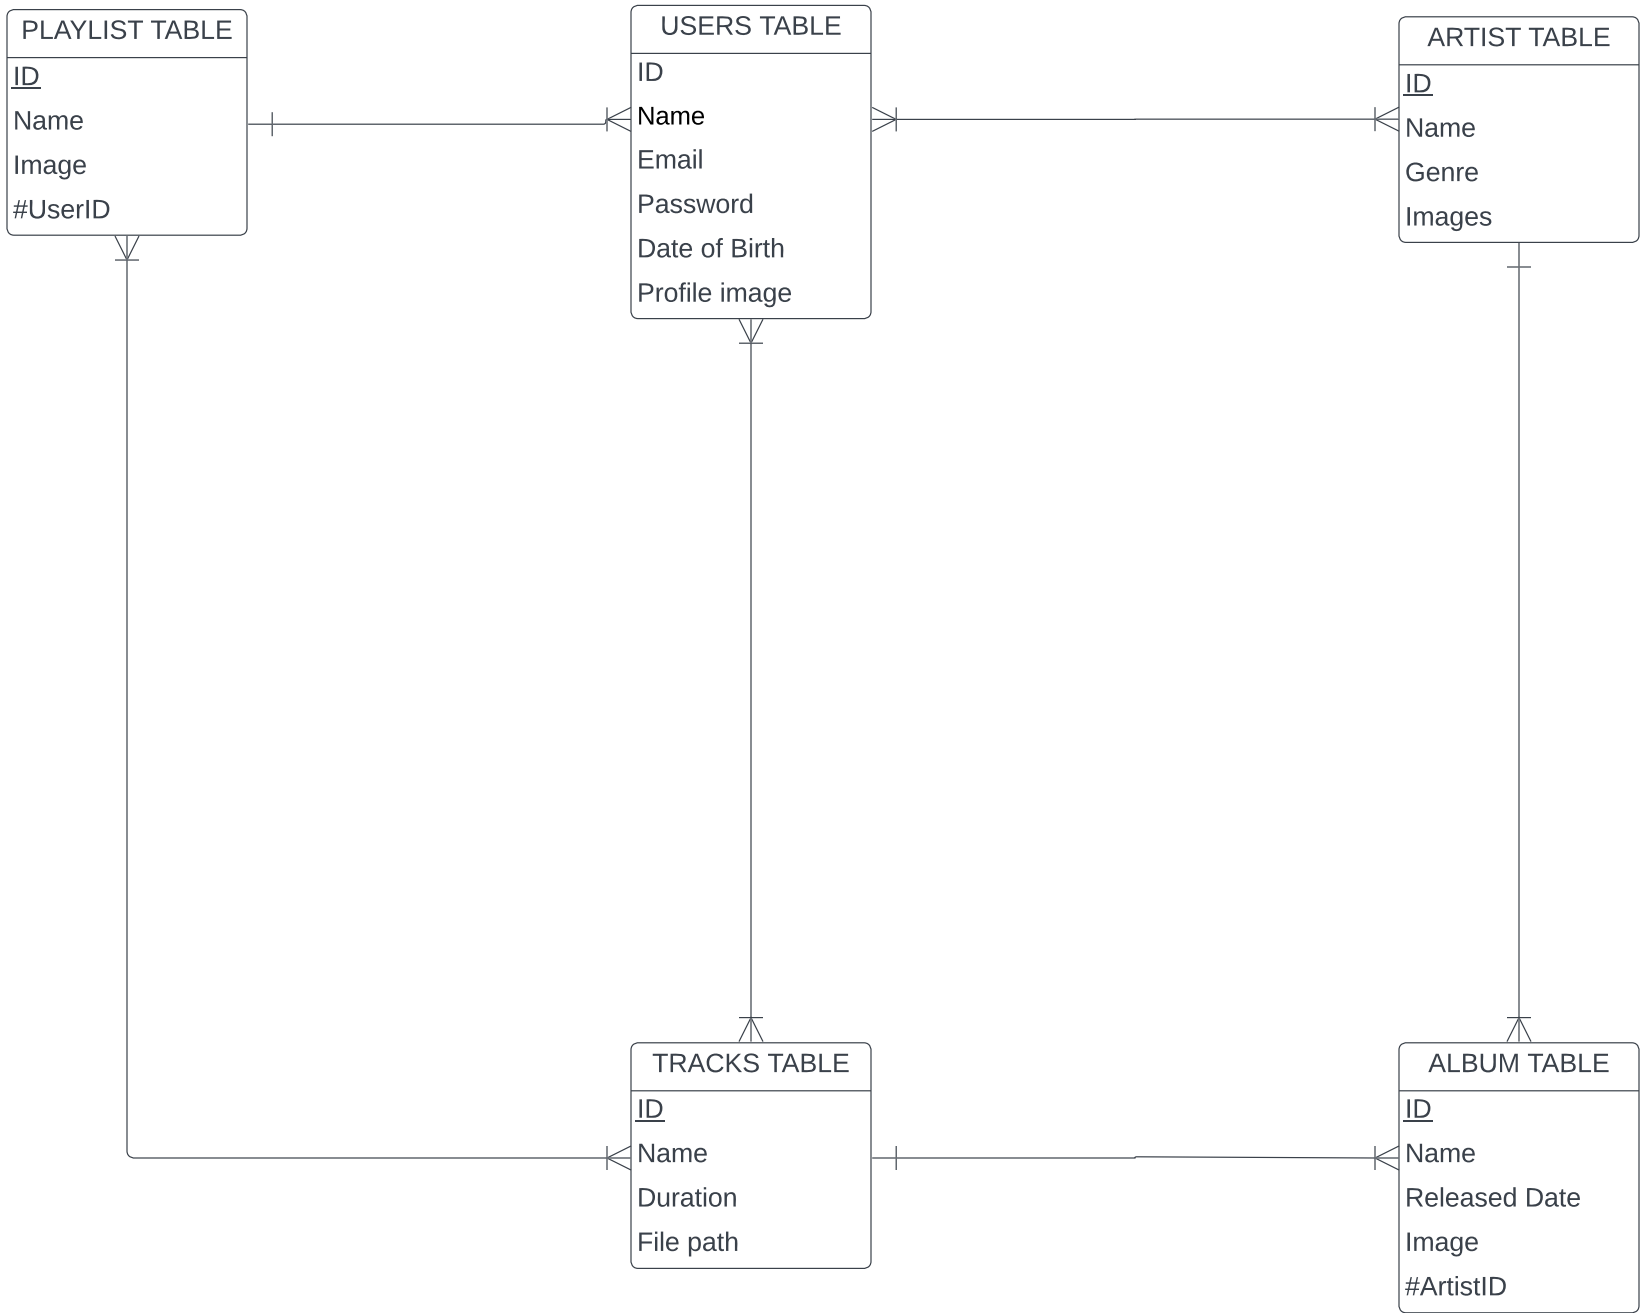 PLAYLIST TABLE
ID
Name
Image
#UserID
USERS TABLE
ID
Name
Email
Password
Date of Birth
Profile image
ARTIST TABLE
ID
Name
Genre
Images
TRACKS TABLE
ID
Name
Duration
File path
ALBUM TABLE
ID
Name
Released Date
Image
#ArtistID